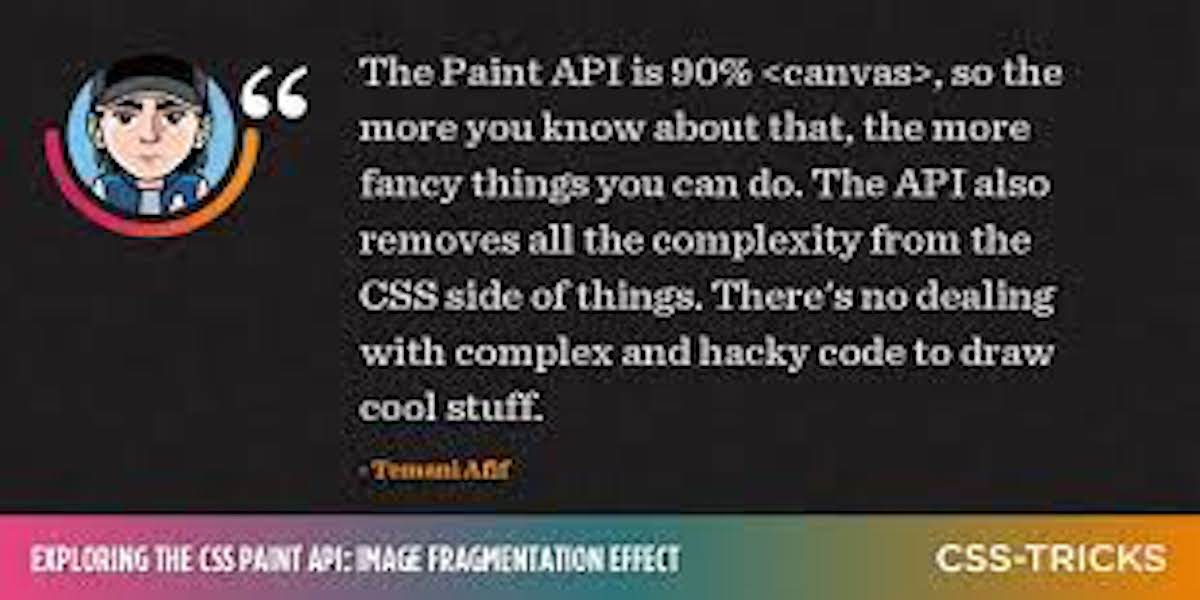 The Paint API is 90% <canvas>, so the
more you know about that, the more
fancy things you can do. The API also
removes all the complexity from the
CSS side of things. There's no dealing
with complex and hacky code to draw
cool stuff.
- Temani Afif
EXPLORING THE CSS PAINT API: IMAGE FRAGMENTATION EFFECT
CSS-TRICKS